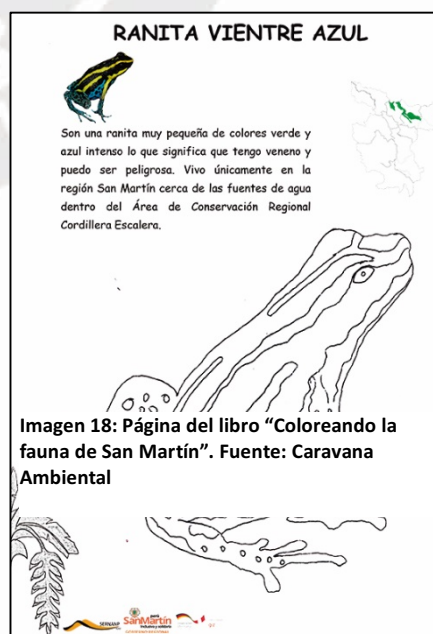 RANITA VIENTRE AZUL
Son una ranita muy pequeña de colores verde y
azul intenso lo que significa que tengo veneno y
puedo ser peligrosa. Vivo únicamente en la
región San Martín cerca de las fuentes de agua
dentro del Área de Conservación Regional
Cordillera Escalera.
Imagen 18: Página del libro “Coloreando la
fauna de San Martín”. Fuente: Caravana
Ambiental
SERNANP
SanMartín